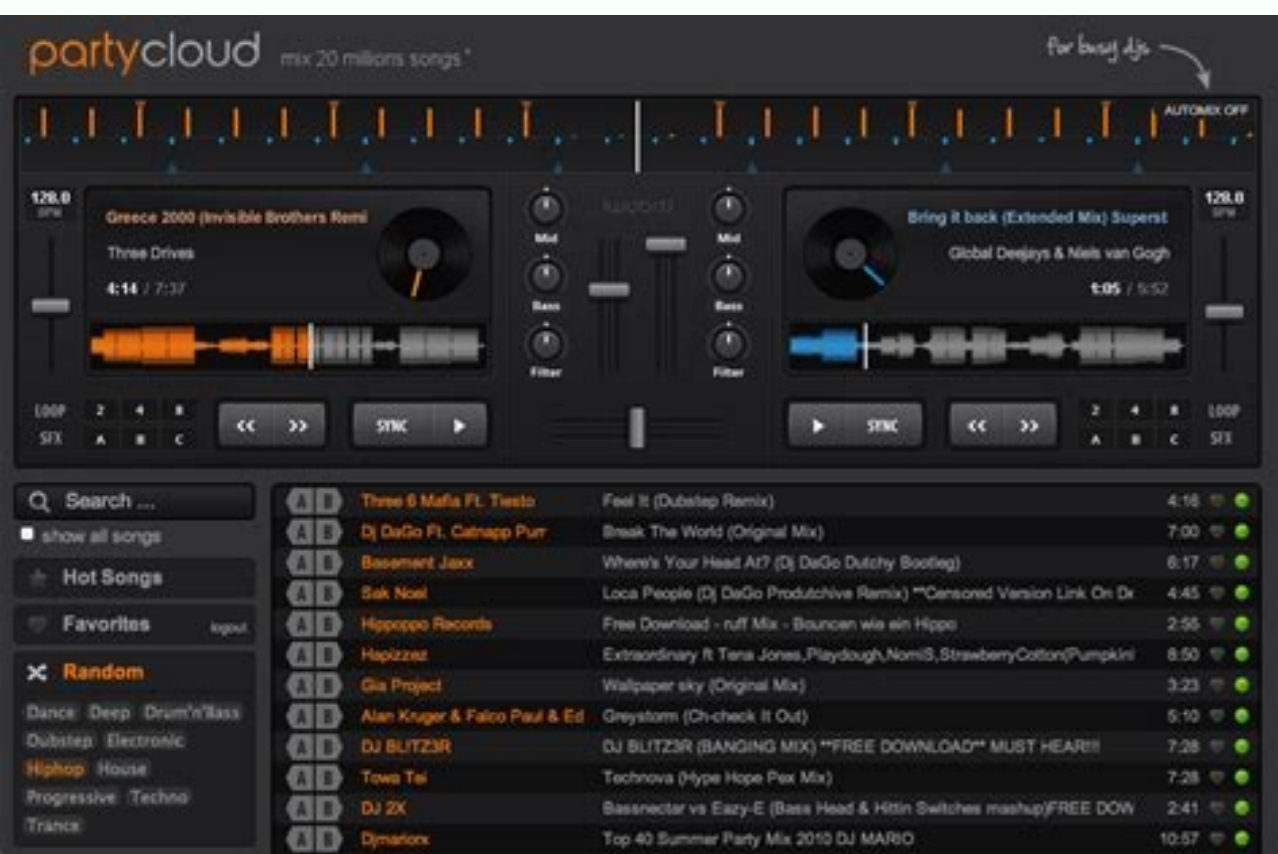 partycloud mix 20 millions songs*
for busy djs
AUTOMIX OFF
128.0
BPM
Greece 2000 (Invisible Brothers Remi
Three Drives
4:14 / 7:37
Mid
Bass
Filter
Mid
Bass
Filter
Bring it back (Extended Mix) Superst
Global Deejays & Niels van Gogh
1:05 / 5:52
128.0
BPM
LOOP 2 4 8
SFX A B C
<< >>
SYNC
SYNC
<< >>
2 4 8 LOOP
A B C SFX
Search ...
show all songs
Hot Songs
Favorites logout
Random
Dance Deep Drum'n'Bass
Dubstep Electronic
Hiphop House
Progressive Techno
Trance
A B Three 6 Mafia Ft. Tiesto Feel It (Dubstep Remix) 4:16
A B Dj DaGo Ft. Catnapp Purr Break The World (Original Mix) 7:00
A B Basement Jaxx Where's Your Head At? (Dj DaGo Dutchy Bootleg) 6:17
A B Sak Noel Loca People (Dj DaGo Produtchive Remix) **Censored Version Link On De 4:45
A B Hippoppo Records Free Download - ruff Mix - Bouncen wie ein Hippo 2:55
A B Hapizzez Extraordinary ft Tena Jones,Playdough,NomiS,StrawberryCotton(Pumpkini 8:50
A B Gia Project Wallpaper sky (Original Mix) 3:23
A B Alan Kruger & Falco Paul & Ed Greystorm (Ch-check It Out) 5:10
A B DJ BL!TZ3R DJ BL!TZ3R (BANGING MIX) **FREE DOWNLOAD** MUST HEAR!!! 7:28
A B Towa Tei Technova (Hype Hope Pex Mix) 7:28
A B DJ 2X Bassnectar vs Eazy-E (Bass Head & Hittin Switches mashup)FREE DOW 2:41
A B Djmariorx Top 40 Summer Party Mix 2010 DJ MARIO 10:57